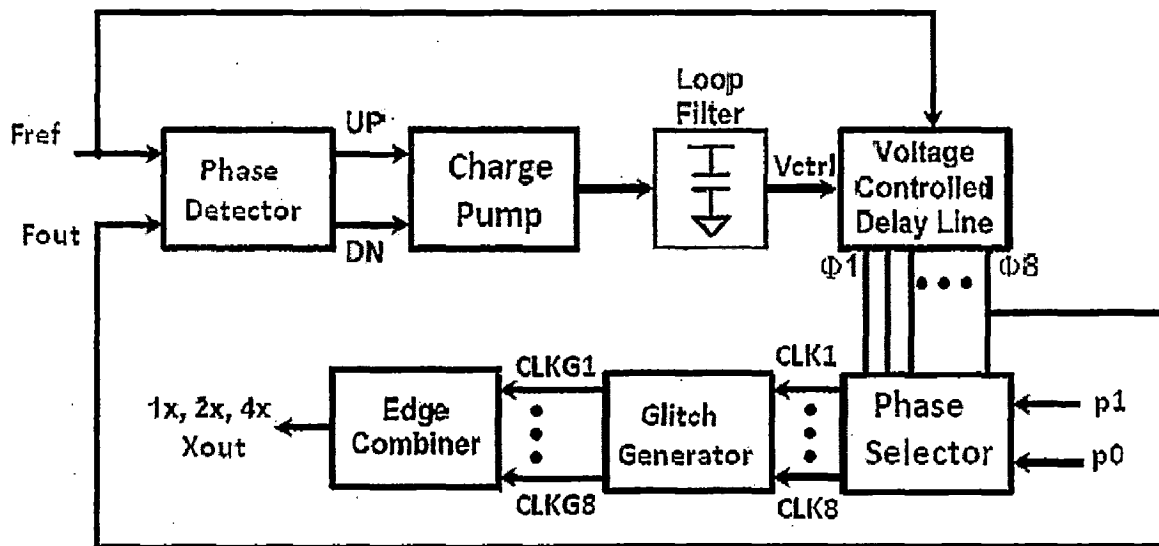 Loop
Filter
Fref
UP
Phase
Detector
Charge
Pump
Vctrl
Voltage
Controlled
Delay Line
Fout
DN
Φ1
Φ8
1x, 2x, 4x
Xout
Edge
Combiner
CLKG1
CLKG8
Glitch
Generator
CLK1
CLK8
Phase
Selector
p1
p0